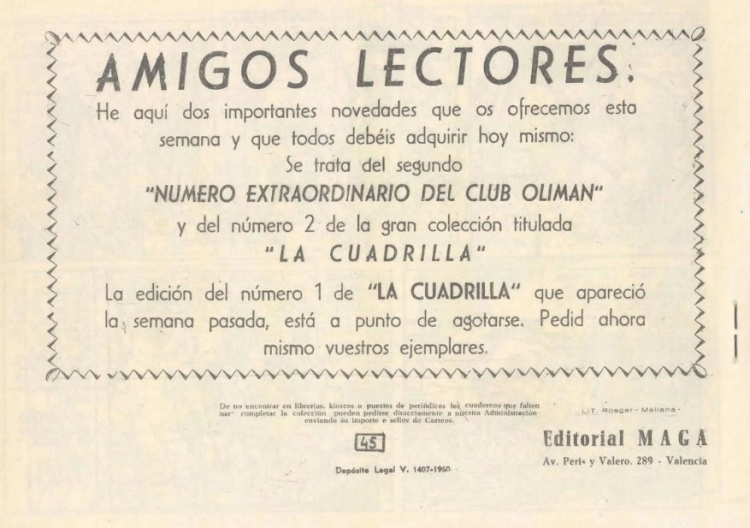 AMIGOS LECTORES:
He aquí dos importantes novedades que os ofrecemos esta
semana y que todos debéis adquirir hoy mismo:
Se trata del segundo
"NUMERO EXTRAORDINARIO DEL CLUB OLIMAN"
y del número 2 de la gran colección titulada
"LA CUADRILLA"
La edición del número 1 de "LA CUADRILLA" que apareció
la semana pasada, está a punto de agotarse. Pedid ahora
mismo vuestros ejemplares.
De no encontrar en librerías, kioscos o puestos de periódicos los cuadernos que falten
para completar la colección pueden pedirse directamente a nuestra Administración
enviando su importe e sellos de Correos.
LIT. Roeger - Meliana -
45
Editorial MAGA
Depósito Legal V. 1407-1960
Av. Peris y Valero, 289 - Valencia